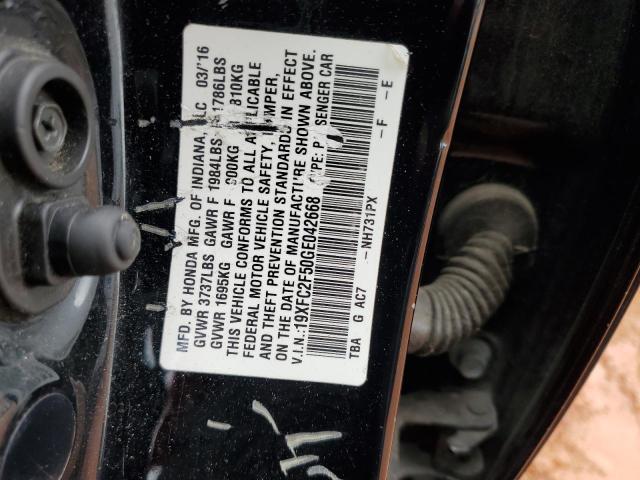 MFD. BY HONDA MFG. OF INDIANA, LC 03/'16
GVWR 3737LBS GAWR F 1984LBS 1786LBS
GVWR 1695KG GAWR F 900KG 810KG
THIS VEHICLE CONFORMS TO ALL APPLICABLE
FEDERAL MOTOR VEHICLE SAFETY, BUMPER,
AND THEFT PREVENTION STANDARDS IN EFFECT
ON THE DATE OF MANUFACTURE SHOWN ABOVE.
V.I.N.:19XFC2F50GE042668 TYPE: P SENGER CAR
TBA G AC7 - NH731PX - F - E